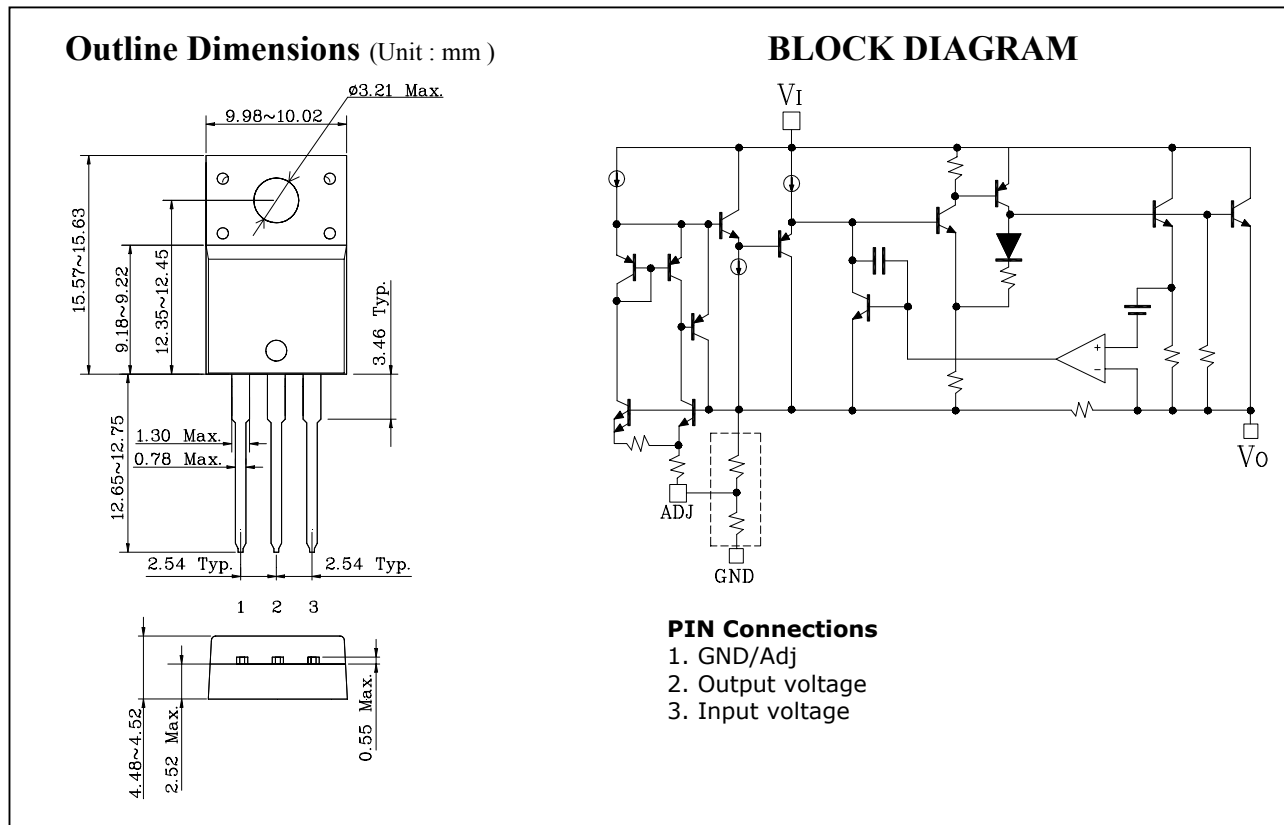 Outline Dimensions (Unit : mm )
ø3.21 Max.
9.98~10.02
15.57~15.63
9.18~9.22
12.35~12.45
3.46 Typ.
1.30 Max.
0.78 Max.
12.65~12.75
2.54 Typ.
2.54 Typ.
1 2 3
4.48~4.52
2.52 Max.
0.55 Max.
BLOCK DIAGRAM
VI
+
−
ADJ
GND
VO
PIN Connections
1. GND/Adj
2. Output voltage
3. Input voltage